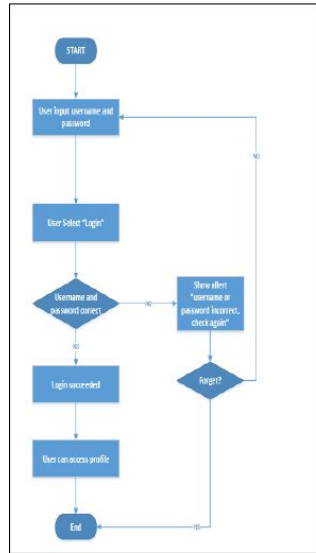 START
User input username and
password
NO
User Select "Login"
Username and
password correct
NO
Show allert
"username or
password incorrect,
check again"
YES
Login succeeded
Forget?
User can access profile
End
YES